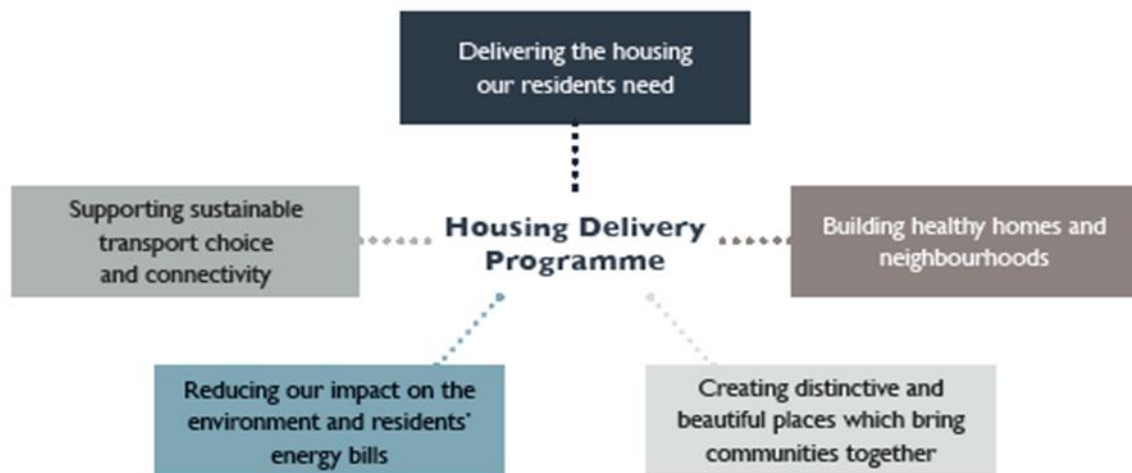 Delivering the housing
our residents need
Supporting sustainable
transport choice
and connectivity
Housing Delivery
Programme
Building healthy homes and
neighbourhoods
Reducing our impact on the
environment and residents'
energy bills
Creating distinctive and
beautiful places which bring
communities together